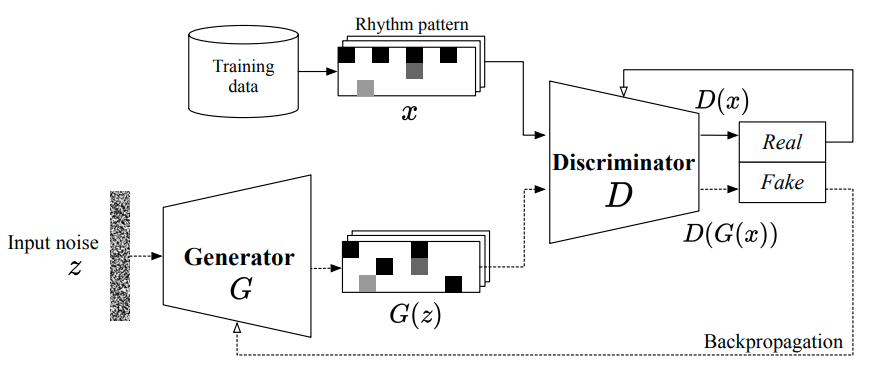 Rhythm pattern
Training
data
x
D(x)
Real
Discriminator
D
Fake
D(G(x))
Input noise
z
Generator
G
G(z)
Backpropagation